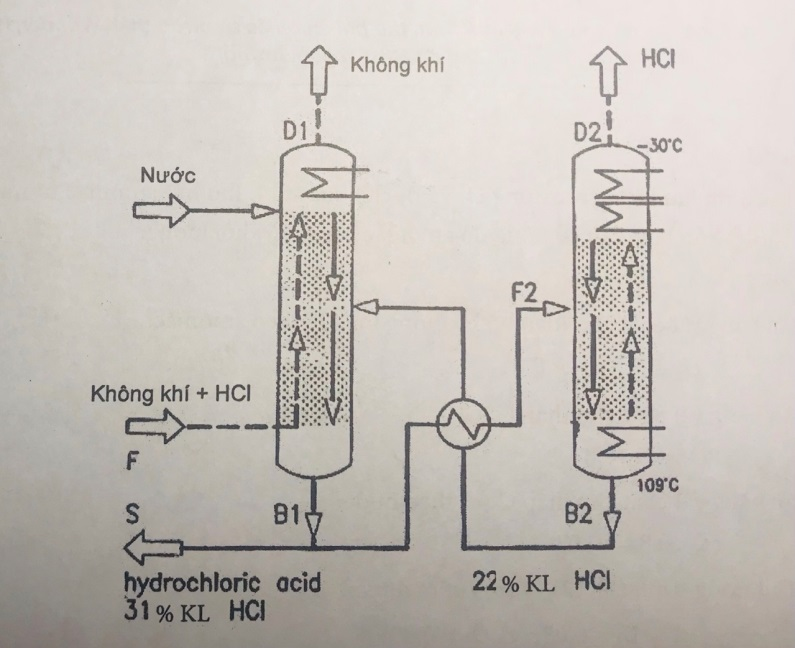 Không khí
HCl
D1
D2
-30°C
Nước
F2
Không khí + HCl
F
109°C
S
B1
B2
hydrochloric acid
31 % KL HCl
22 % KL HCl